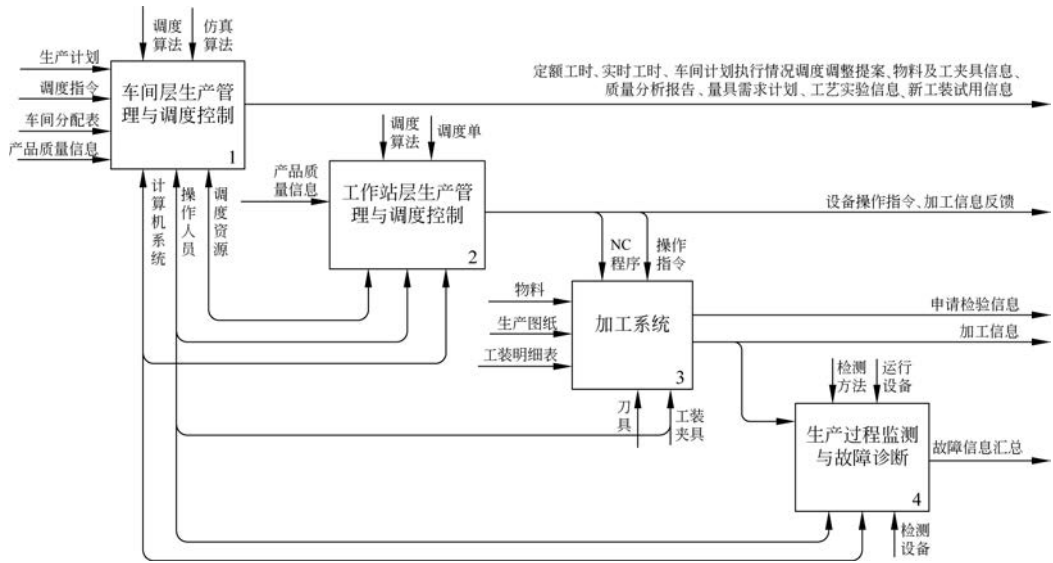 调度
算法
仿真
算法
生产计划
调度指令
车间分配表
产品质量信息
车间层生产管
理与调度控制
1
定额工时、实时工时、车间计划执行情况调度调整提案、物料及工夹具信息、
质量分析报告、量具需求计划、工艺实验信息、新工装试用信息
计算机系统
操作人员
调度资源
调度
算法
调度单
产品质
量信息
工作站层生产管
理与调度控制
2
设备操作指令、加工信息反馈
NC
程序
操作
指令
物料
生产图纸
工装明细表
加工系统
3
申请检验信息
加工信息
刀具
工装
夹具
检测
方法
运行
设备
生产过程监测
与故障诊断
4
故障信息汇总
检测
设备